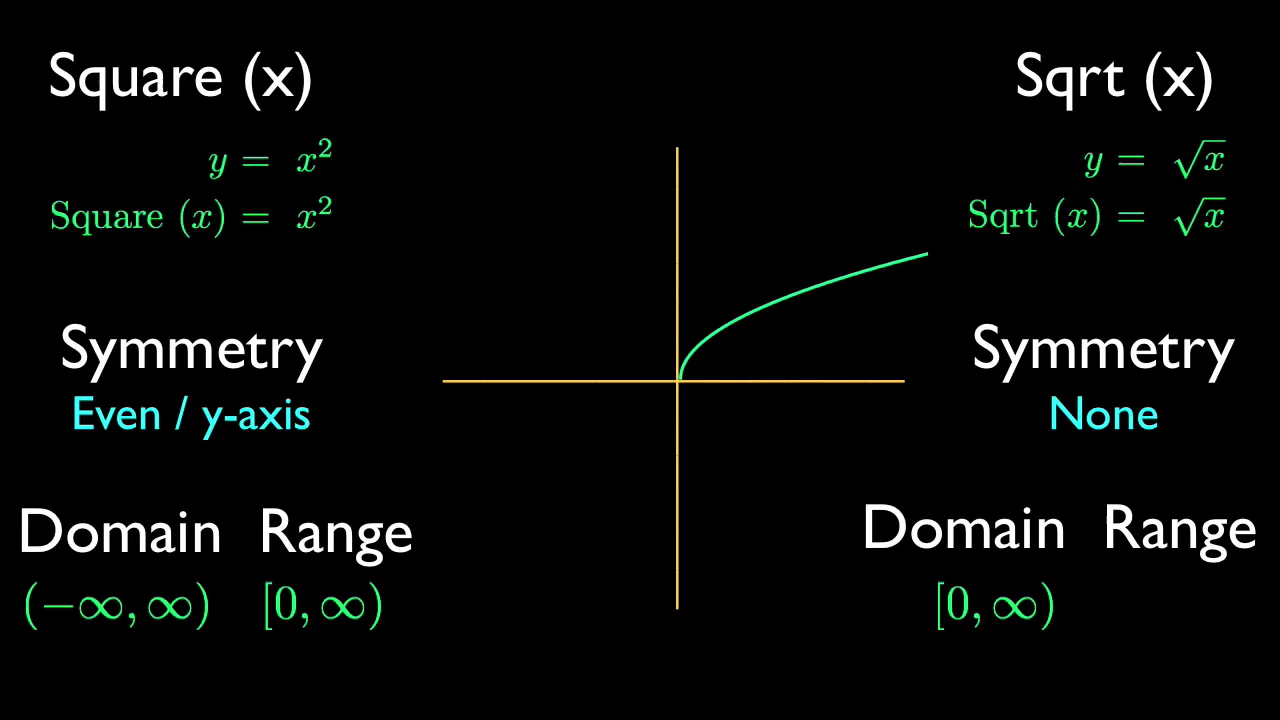 Square (x)
y = x²
Square (x) = x²
Symmetry
Even / y-axis
Domain Range
(−∞, ∞) [0, ∞)
Sqrt (x)
y = √x
Sqrt (x) = √x
Symmetry
None
Domain Range
[0, ∞)